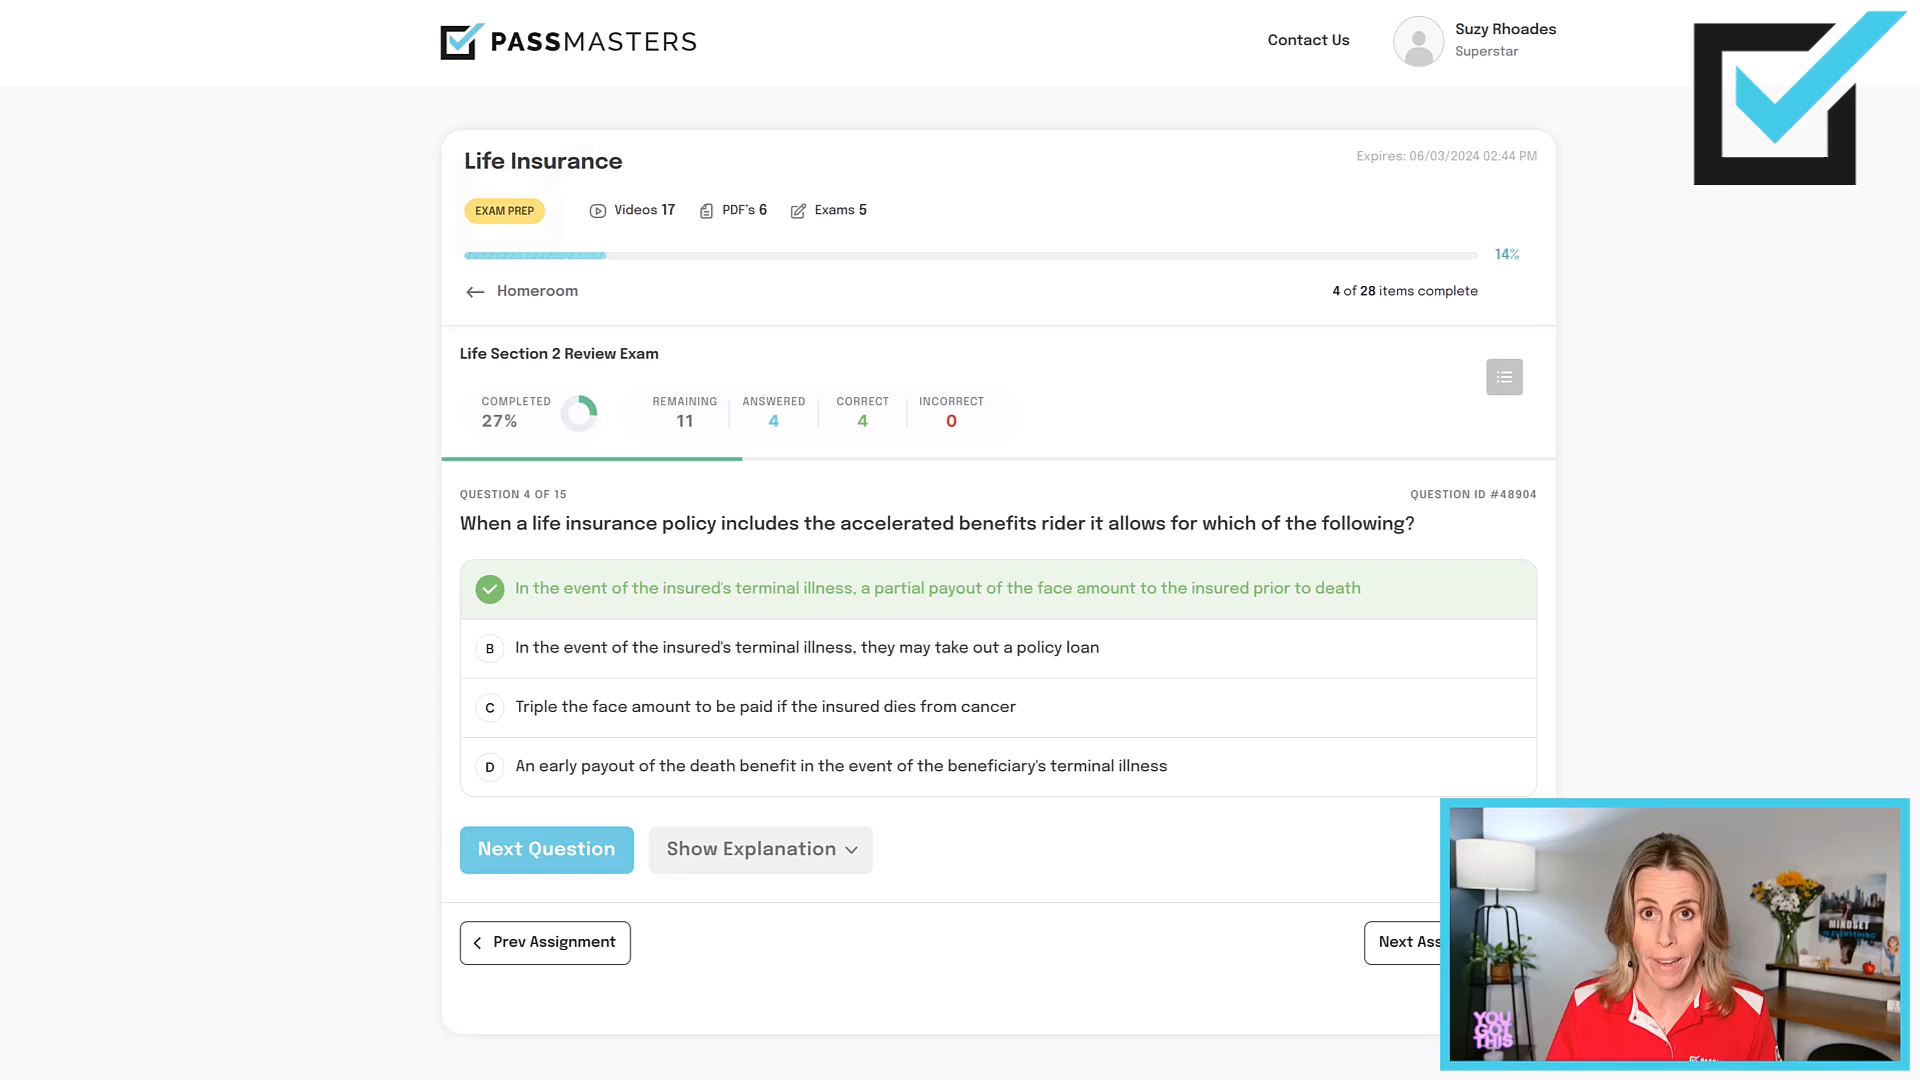 PASSMASTERS
Contact Us
Suzy Rhoades
Superstar
Life Insurance
Expires: 06/03/2024 02:44 PM
EXAM PREP
Videos 17
PDF's 6
Exams 5
14%
Homeroom
4 of 28 items complete
Life Section 2 Review Exam
COMPLETED
27%
REMAINING
11
ANSWERED
4
CORRECT
4
INCORRECT
0
QUESTION 4 OF 15
QUESTION ID #48904
When a life insurance policy includes the accelerated benefits rider it allows for which of the following?
In the event of the insured's terminal illness, a partial payout of the face amount to the insured prior to death
B In the event of the insured's terminal illness, they may take out a policy loan
C Triple the face amount to be paid if the insured dies from cancer
D An early payout of the death benefit in the event of the beneficiary's terminal illness
Next Question
Show Explanation
Prev Assignment
Next Ass
MINDSET
IS EVERYTHING
YOU
GOT
THIS